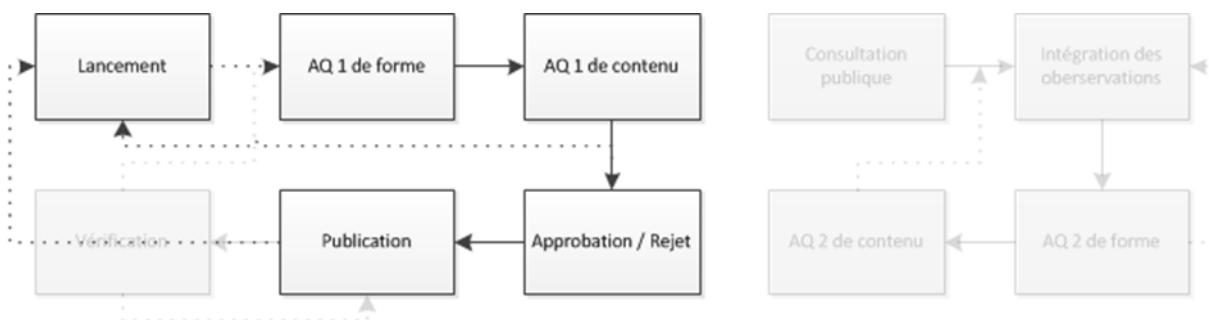 Lancement
AQ 1 de forme
AQ 1 de contenu
Consultation
publique
Intégration des
oberservations
Vérification
Publication
Approbation / Rejet
AQ 2 de contenu
AQ 2 de forme